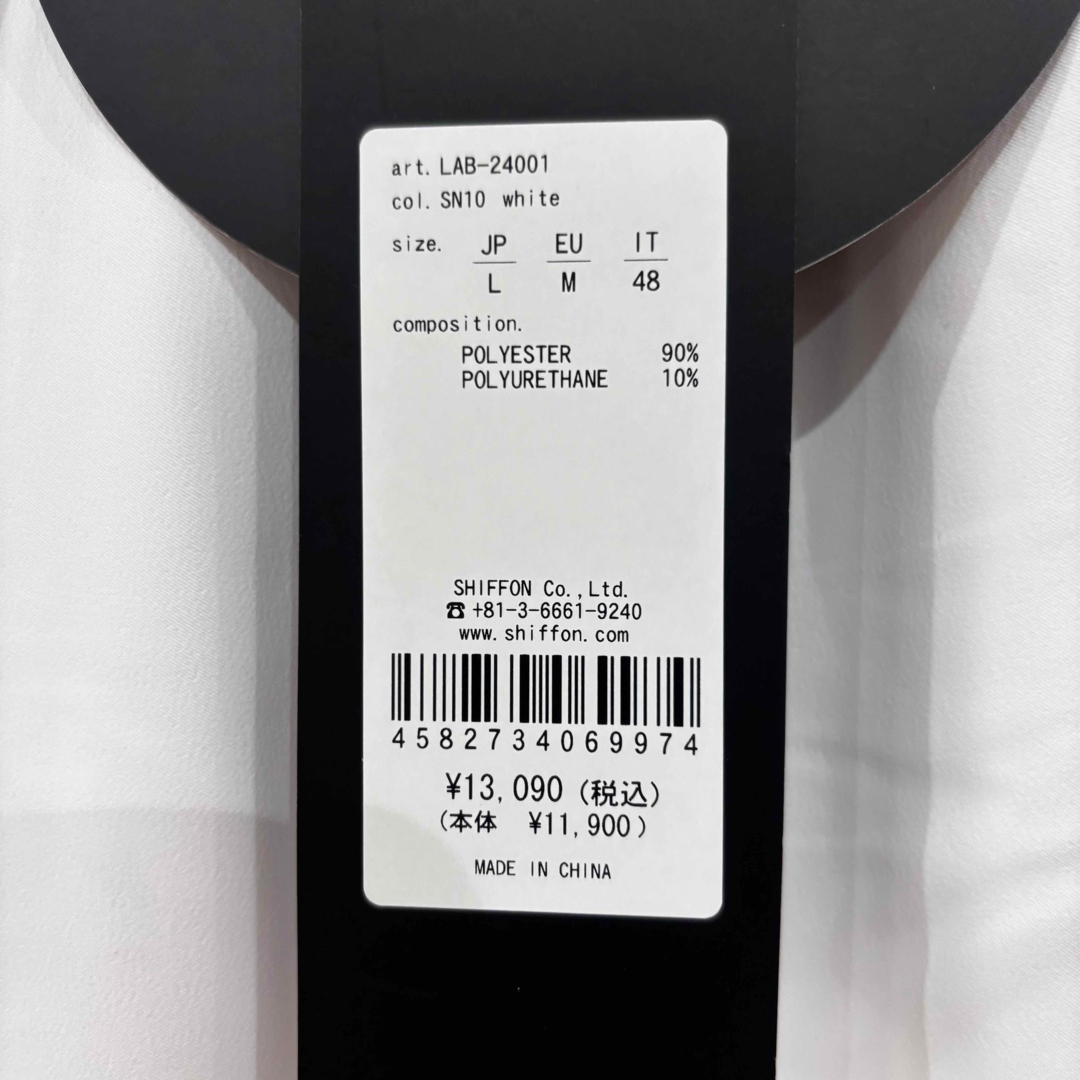 art. LAB-24001
col. SN10 white
size. JP EU IT
L M 48
composition.
POLYESTER 90%
POLYURETHANE 10%
SHIFFON Co.,Ltd.
☎ +81-3-6661-9240
www.shiffon.com
4582734069974
¥13,090 (税込)
(本体 ¥11,900)
MADE IN CHINA